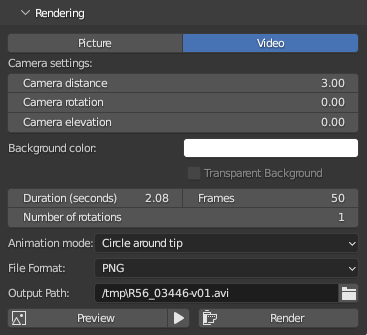 Rendering
Picture Video
Camera settings:
Camera distance 3.00
Camera rotation 0.00
Camera elevation 0.00
Background color:
Transparent Background
Duration (seconds) 2.08 Frames 50
Number of rotations 1
Animation mode: Circle around tip
File Format: PNG
Output Path: /tmp\R56_03446-v01.avi
Preview Render